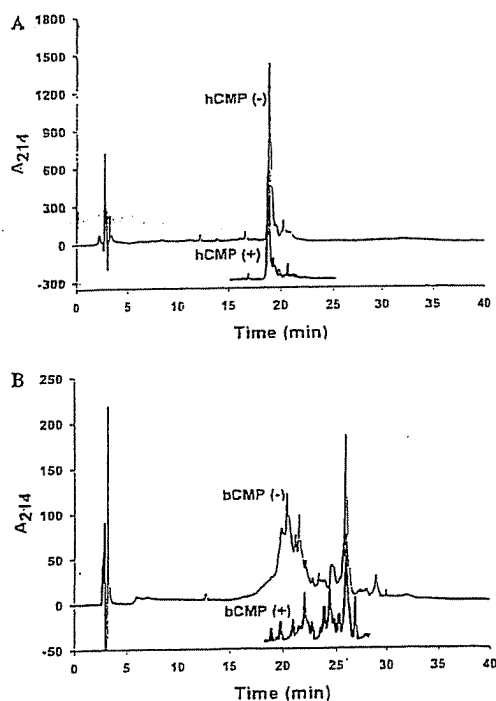 A
1800
1500
1200
900
600
300
0
-300
A214
hCMP (-)
hCMP (+)
0 5 10 15 20 25 30 35 40
Time (min)
B
250
200
150
100
50
0
-50
A214
bCMP (-)
bCMP (+)
0 5 10 15 20 25 30 35 40
Time (min)